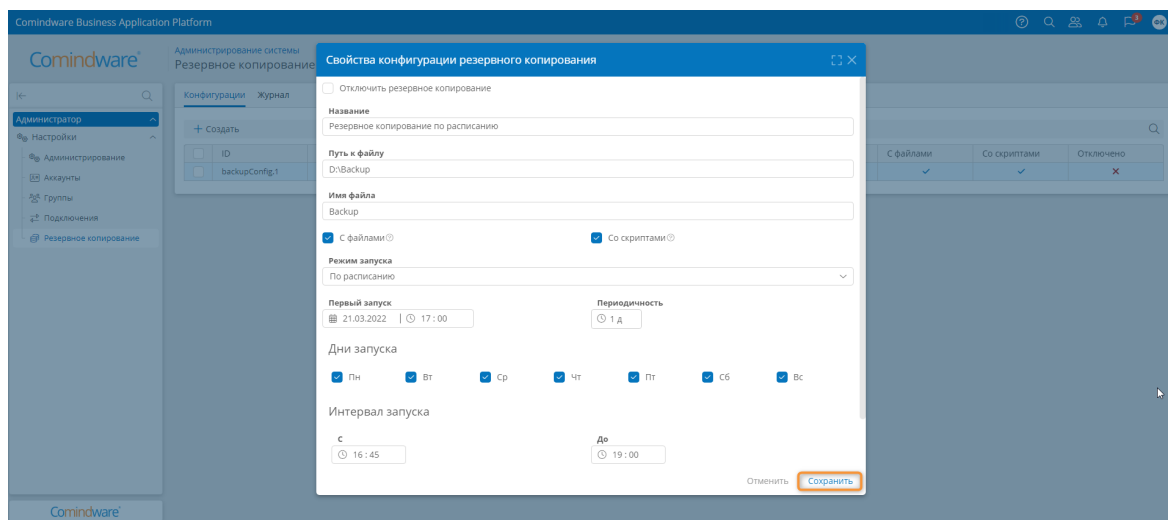 Comindware Business Application Platform
3
ФК
Comindware®
Администрирование системы
Резервное копирование
Конфигурации Журнал
Администратор
Настройки
Администрирование
Аккаунты
Группы
Подключения
Резервное копирование
+ Создать
ID
С файлами Со скриптами Отключено
backupConfig.1
Свойства конфигурации резервного копирования
Отключить резервное копирование
Название
Резервное копирование по расписанию
Путь к файлу
D:\Backup
Имя файла
Backup
С файлами Со скриптами
Режим запуска
По расписанию
Первый запуск Периодичность
21.03.2022 17 : 00 1 д
Дни запуска
Пн Вт Ср Чт Пт Сб Вс
Интервал запуска
С До
16 : 45 19 : 00
Отменить Сохранить
Comindware®